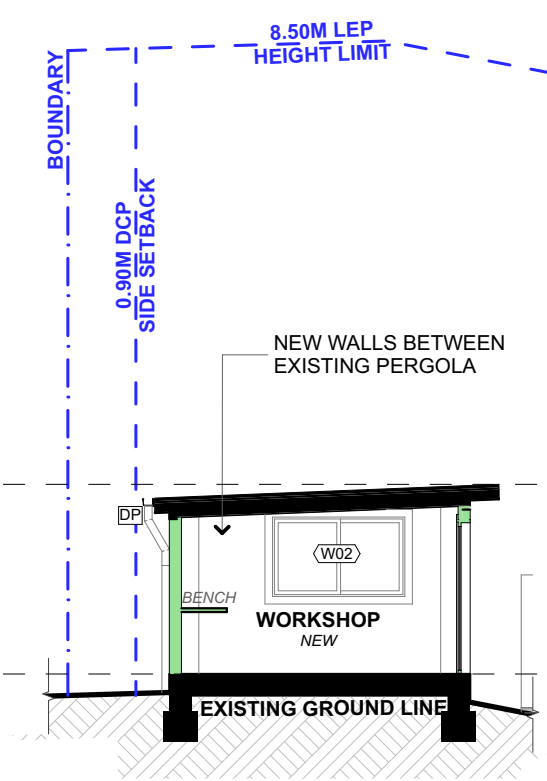 8.50M LEP
HEIGHT LIMIT
BOUNDARY
0.90M DCP
SIDE SETBACK
NEW WALLS BETWEEN
EXISTING PERGOLA
DP
W02
BENCH
WORKSHOP
NEW
EXISTING GROUND LINE